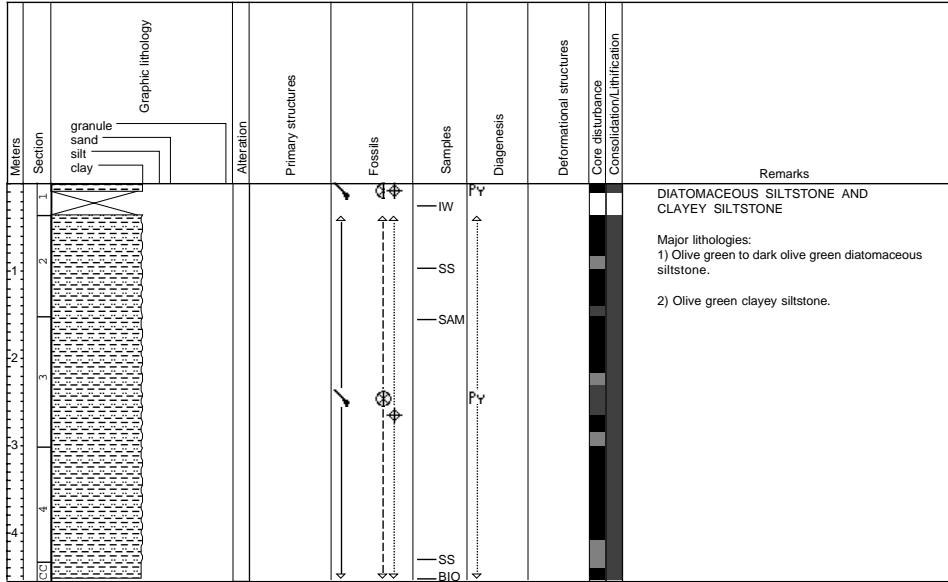 Meters
Section
Graphic lithology
granule
sand
silt
clay
Alteration
Primary structures
Fossils
Samples
Diagenesis
Deformational structures
Core disturbance
Consolidation/Lithification
Remarks
1
Py
DIATOMACEOUS SILTSTONE AND
CLAYEY SILTSTONE
IW
Major lithologies:
1) Olive green to dark olive green diatomaceous
siltstone.
2) Olive green clayey siltstone.
1
2
SS
SAM
2
3
Py
3
4
4
SS
CC
BIO